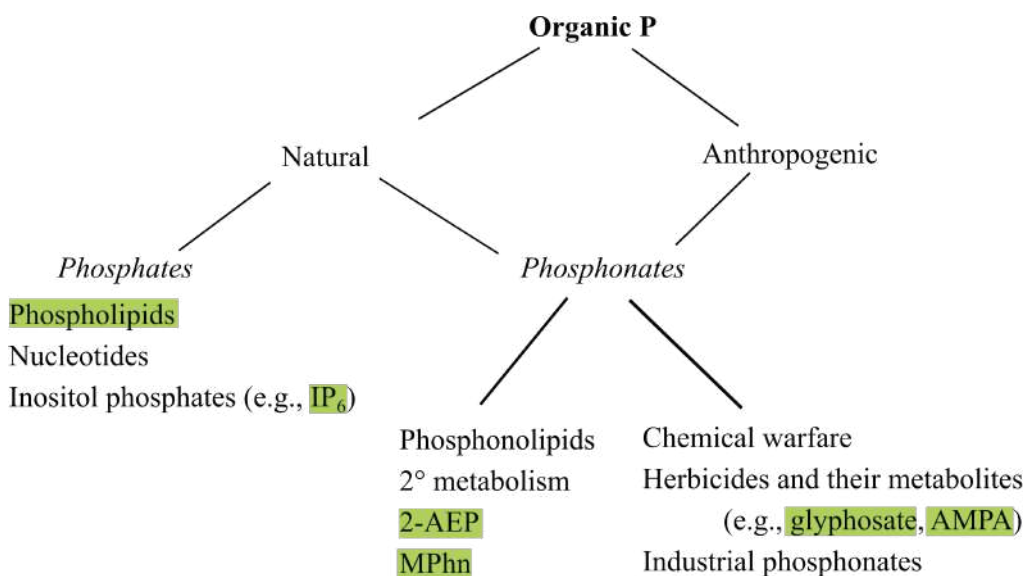 Organic P
Natural
Anthropogenic
Phosphates
Phosphonates
Phospholipids
Nucleotides
Inositol phosphates (e.g., IP₆)
Phosphonolipids
2° metabolism
2-AEP
MPhn
Chemical warfare
Herbicides and their metabolites
(e.g., glyphosate, AMPA)
Industrial phosphonates